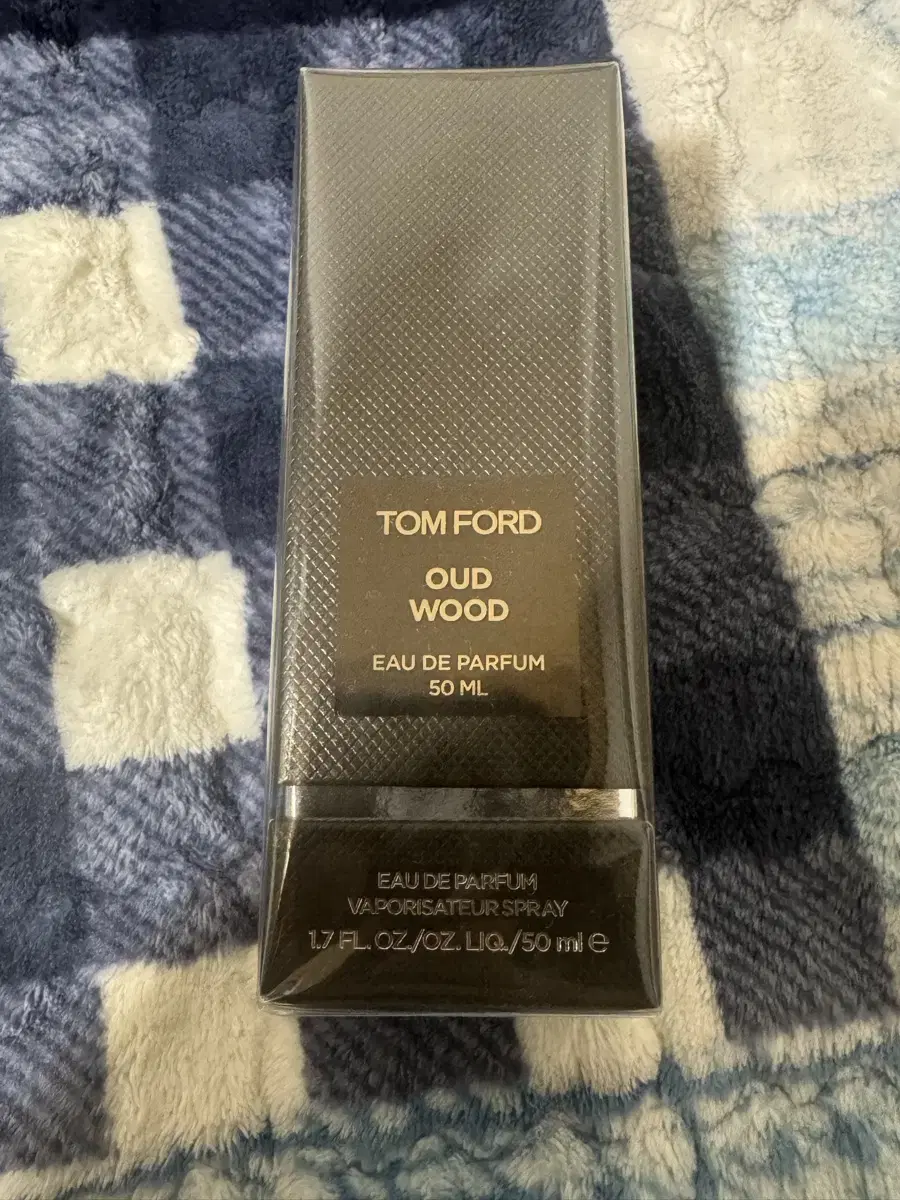 TOM FORD
OUD
WOOD
EAU DE PARFUM
50 ML
EAU DE PARFUM
VAPORISATEUR SPRAY
1.7 FL. OZ./OZ. LIQ./50 ml e